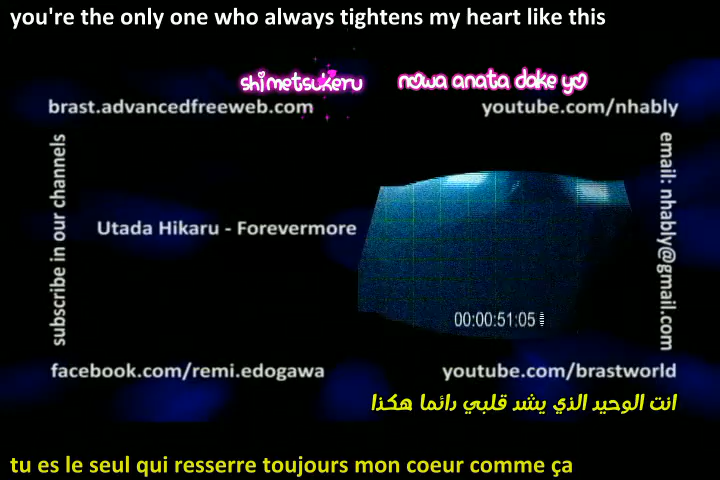 you're the only one who always tightens my heart like this
shimetsukeru nowa anata dake yo
brast.advancedfreeweb.com
youtube.com/nhably
subscribe in our channels
email: nhably@gmail.com
Utada Hikaru - Forevermore
00:00:51:05
facebook.com/remi.edogawa
youtube.com/brastworld
انت الوحيد الذي يشد قلبي دائما هكذا
tu es le seul qui resserre toujours mon coeur comme ça